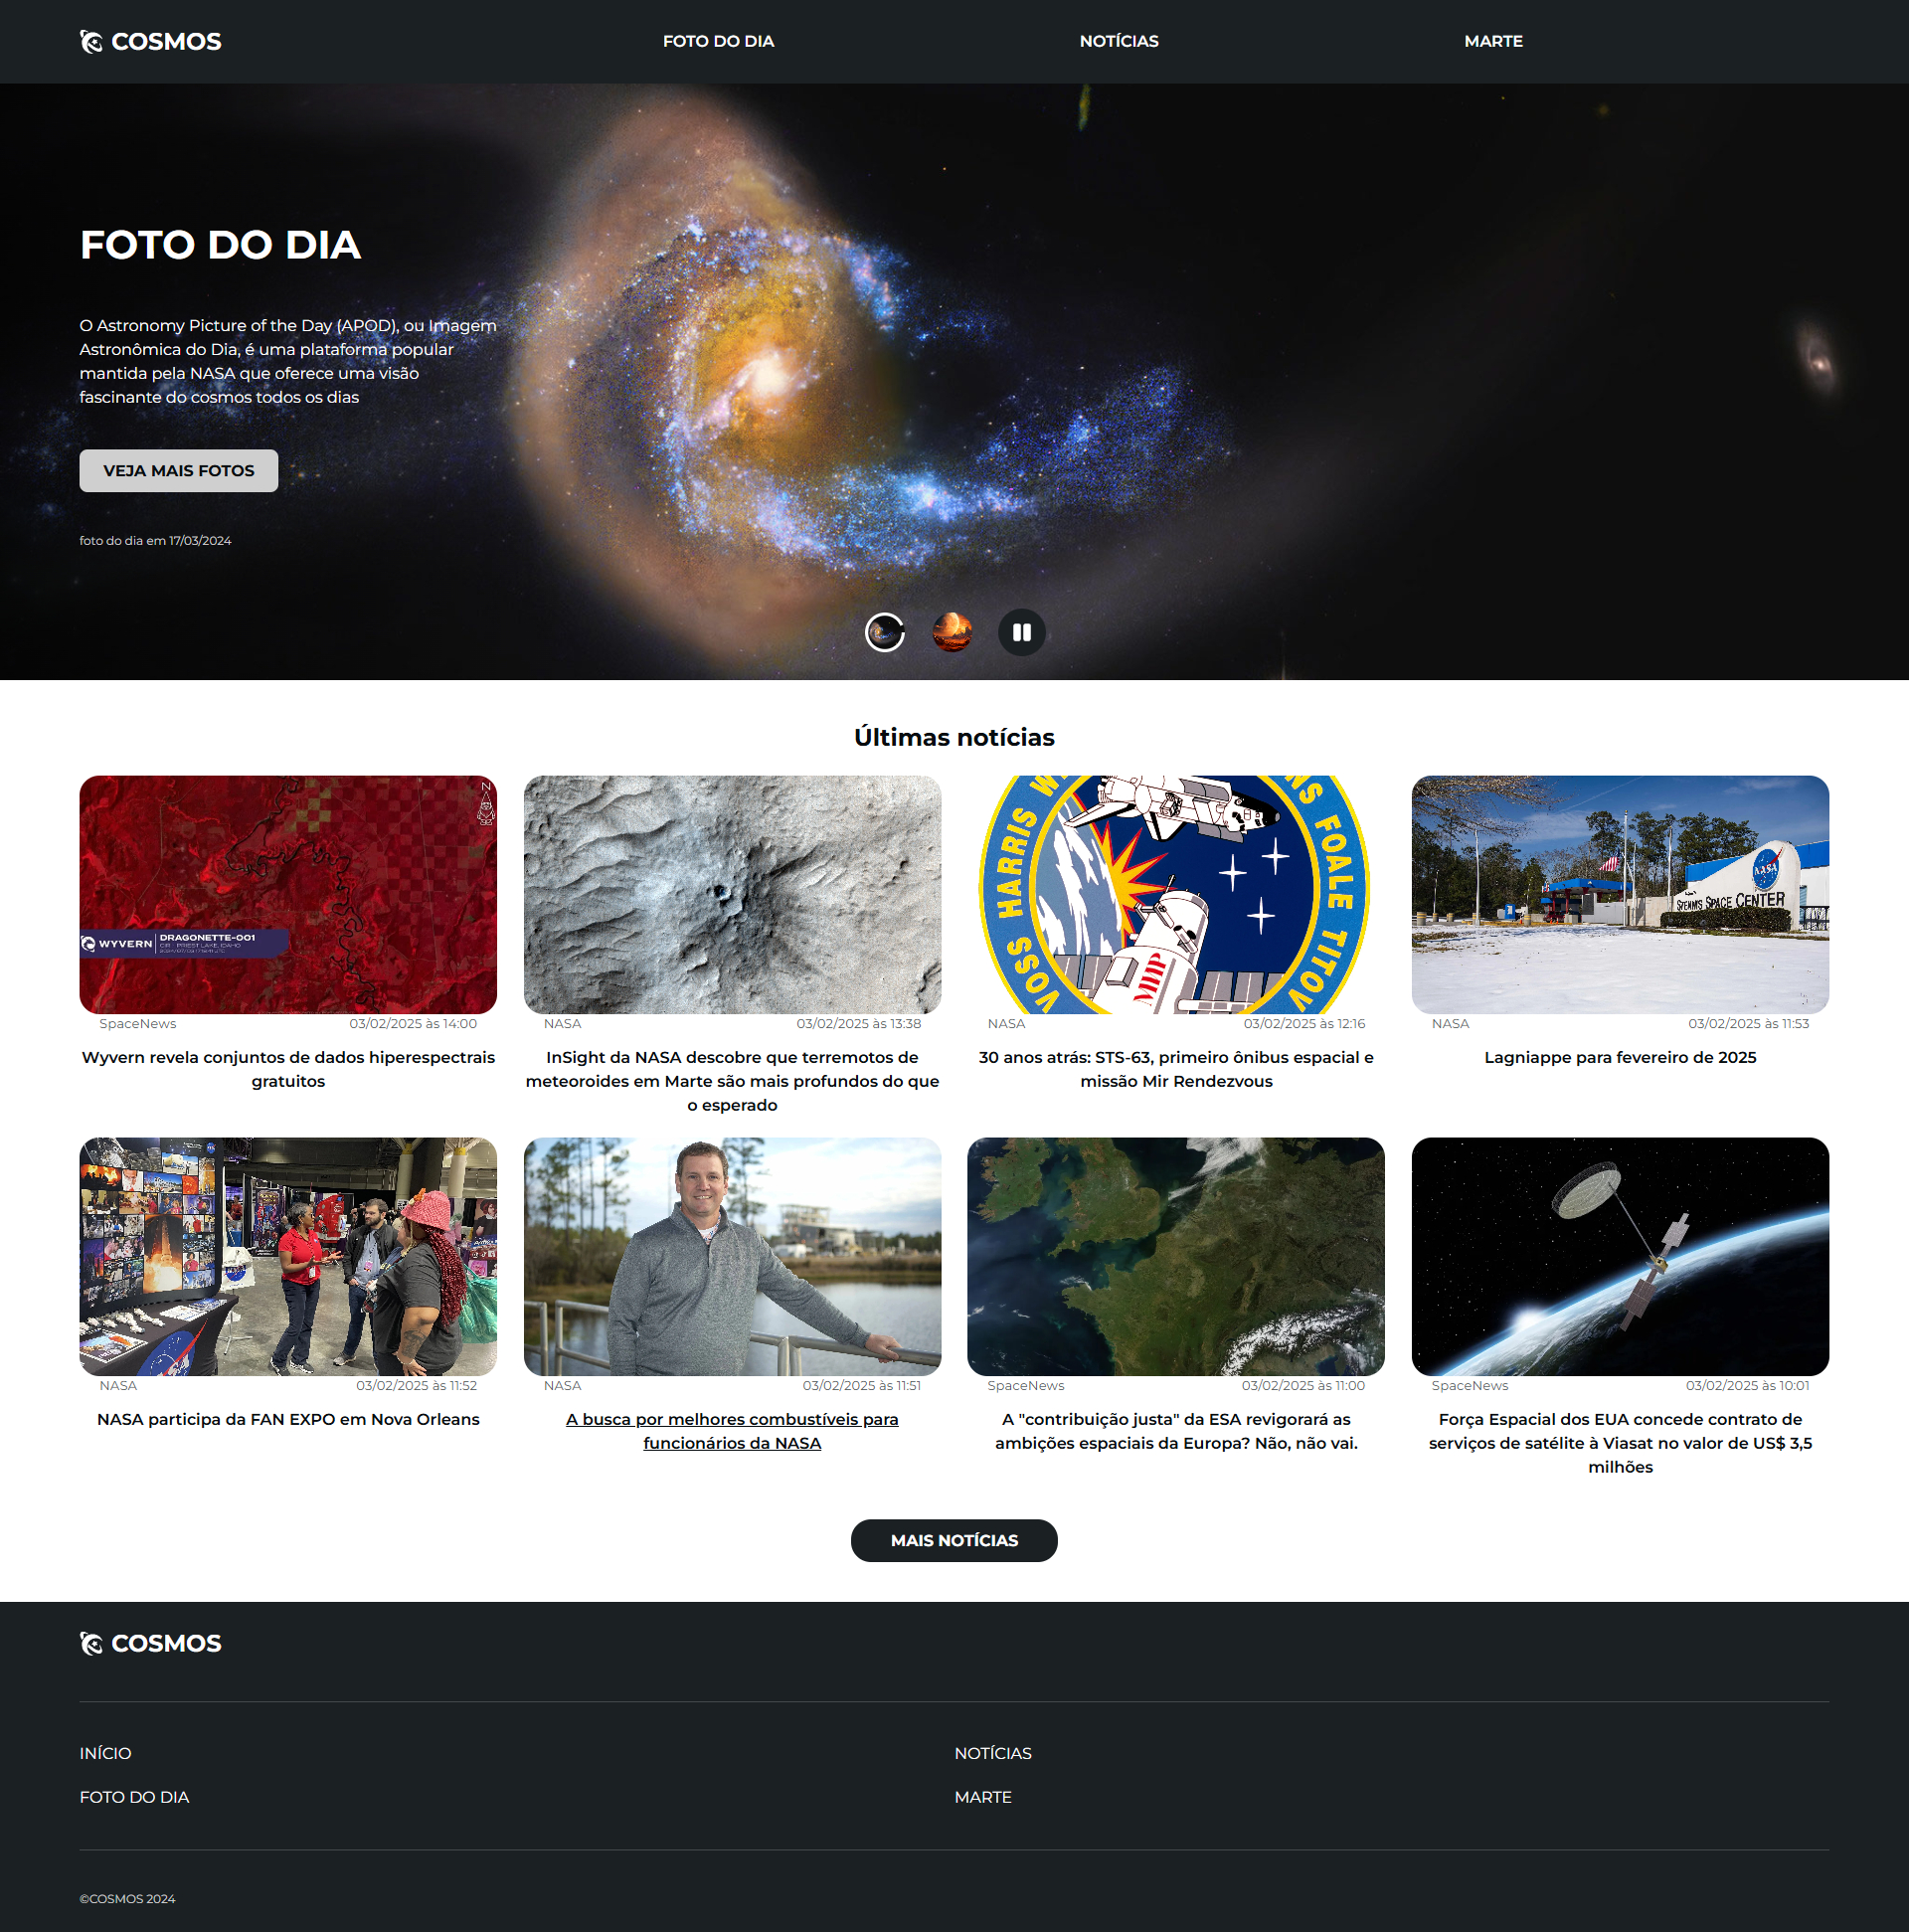 COSMOS
FOTO DO DIA
NOTÍCIAS
MARTE
FOTO DO DIA
O Astronomy Picture of the Day (APOD), ou Imagem
Astronômica do Dia, é uma plataforma popular
mantida pela NASA que oferece uma visão
fascinante do cosmos todos os dias
VEJA MAIS FOTOS
foto do dia em 17/03/2024
Últimas notícias
N
WYVERN
DRAGONETTE-001
SpaceNews
03/02/2025 às 14:00
Wyvern revela conjuntos de dados hiperespectrais
gratuitos
NASA
03/02/2025 às 13:38
InSight da NASA descobre que terremotos de
meteoroides em Marte são mais profundos do que
o esperado
VOSS HARRIS
FOALE TITOV
МИР
NASA
03/02/2025 às 12:16
30 anos atrás: STS-63, primeiro ônibus espacial e
missão Mir Rendezvous
NASA
STENNIS SPACE CENTER
NASA
03/02/2025 às 11:53
Lagniappe para fevereiro de 2025
NASA
03/02/2025 às 11:52
NASA participa da FAN EXPO em Nova Orleans
NASA
03/02/2025 às 11:51
A busca por melhores combustíveis para
funcionários da NASA
SpaceNews
03/02/2025 às 11:00
A "contribuição justa" da ESA revigorará as
ambições espaciais da Europa? Não, não vai.
SpaceNews
03/02/2025 às 10:01
Força Espacial dos EUA concede contrato de
serviços de satélite à Viasat no valor de US$ 3,5
milhões
MAIS NOTÍCIAS
COSMOS
INÍCIO
NOTÍCIAS
FOTO DO DIA
MARTE
©COSMOS 2024